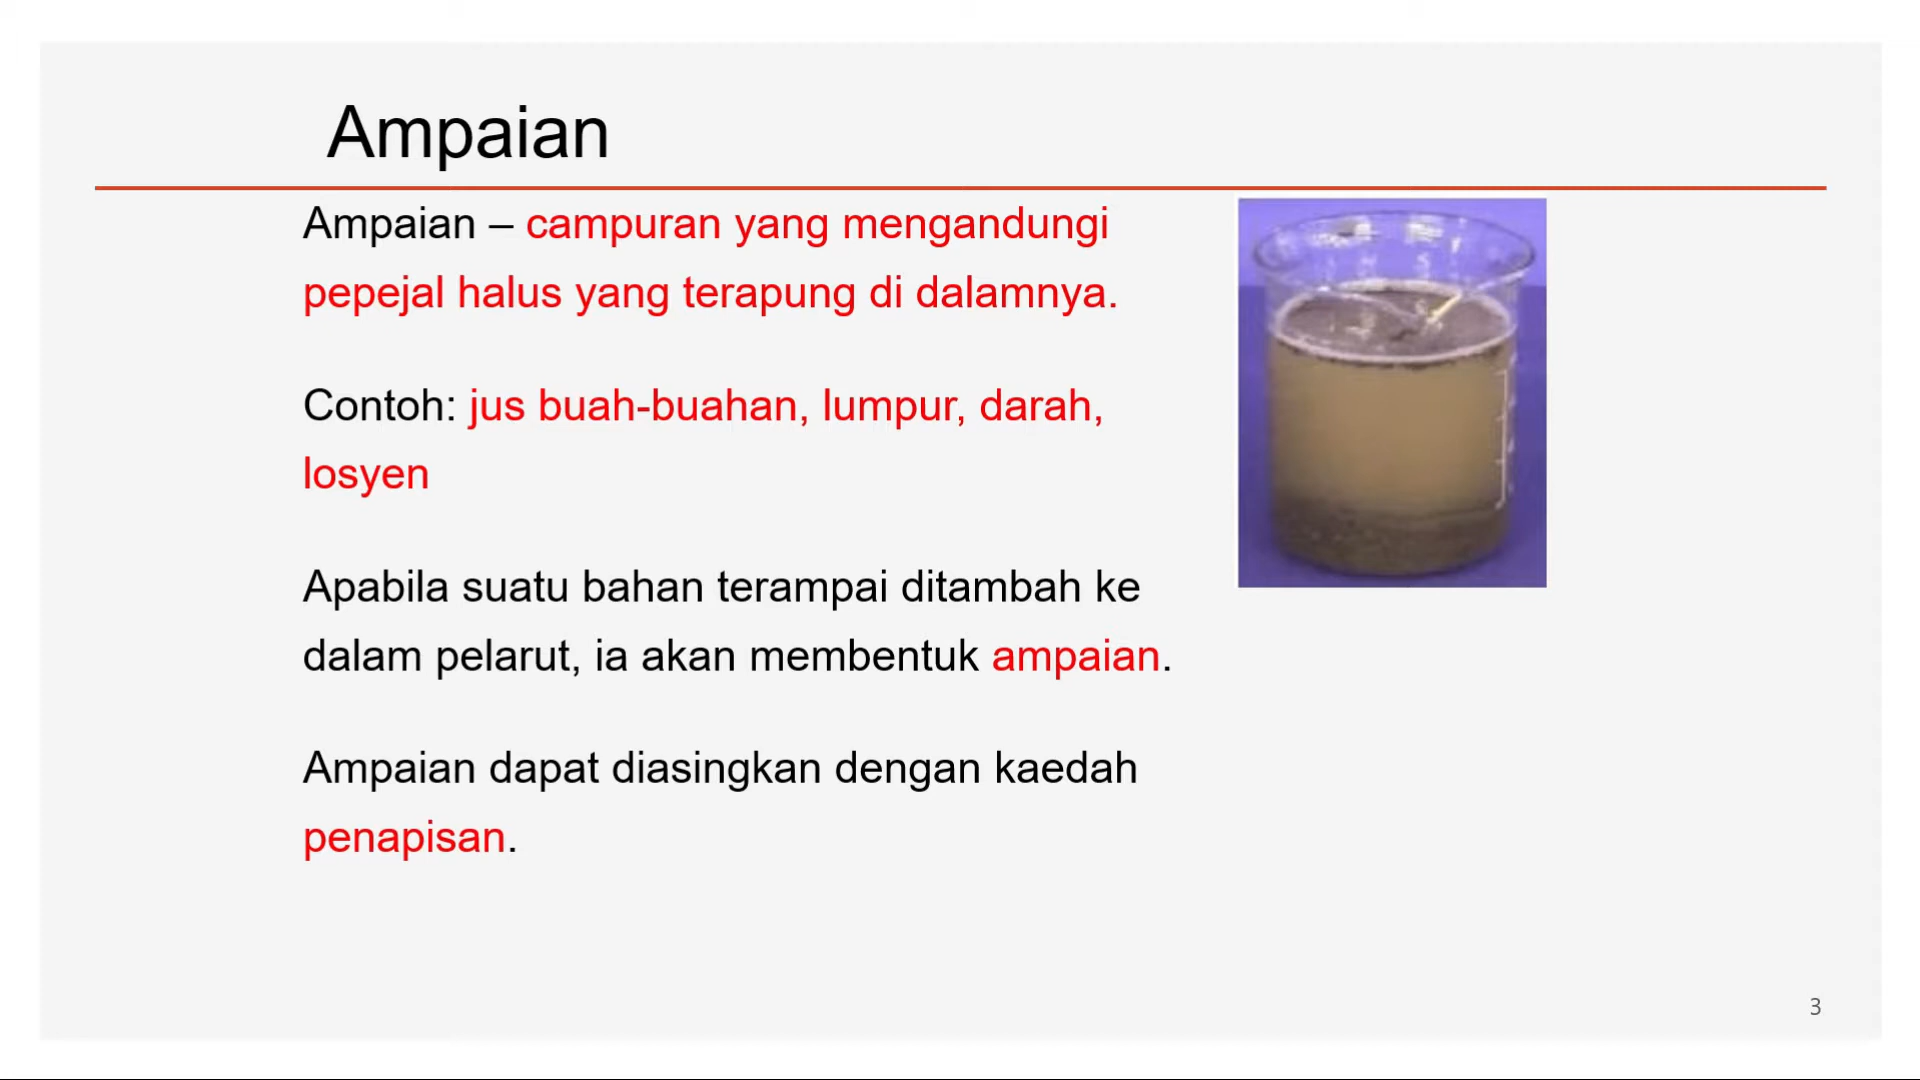 Ampaian
Ampaian – campuran yang mengandungi
pepejal halus yang terapung di dalamnya.
Contoh: jus buah-buahan, lumpur, darah,
losyen
Apabila suatu bahan terampai ditambah ke
dalam pelarut, ia akan membentuk ampaian.
Ampaian dapat diasingkan dengan kaedah
penapisan.
3